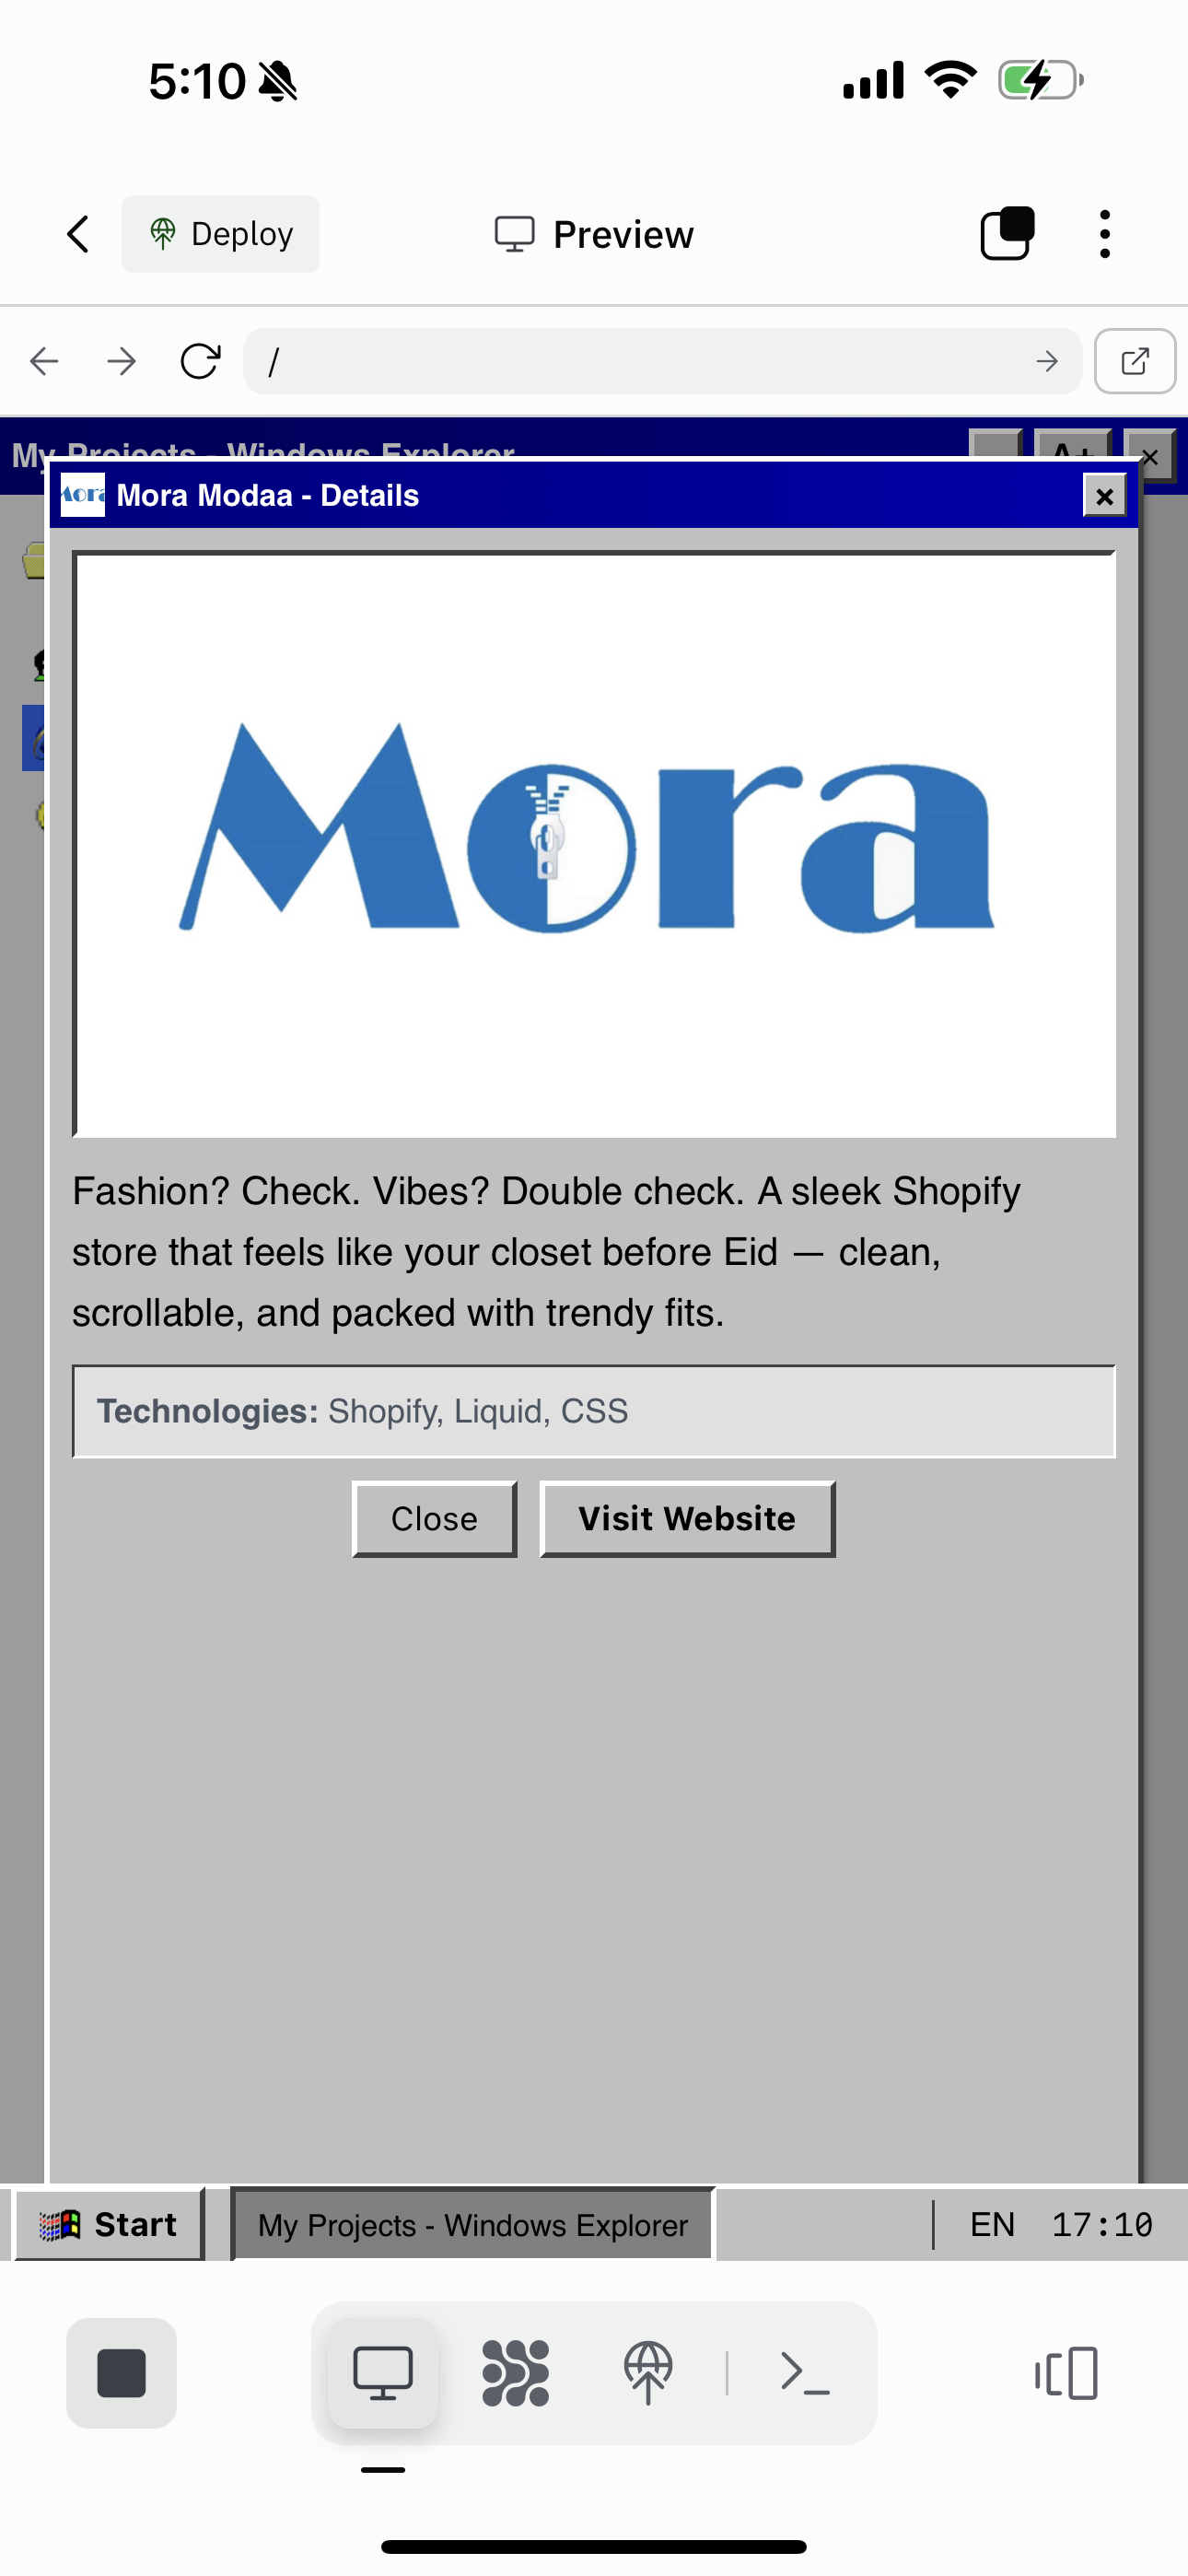 5:10
Deploy
Preview
/
My Projects - Windows Explorer
A+
×
Mora
Mora Modaa - Details
×
Mora
Fashion? Check. Vibes? Double check. A sleek Shopify
store that feels like your closet before Eid — clean,
scrollable, and packed with trendy fits.
Technologies: Shopify, Liquid, CSS
Close
Visit Website
Start
My Projects - Windows Explorer
EN 17:10